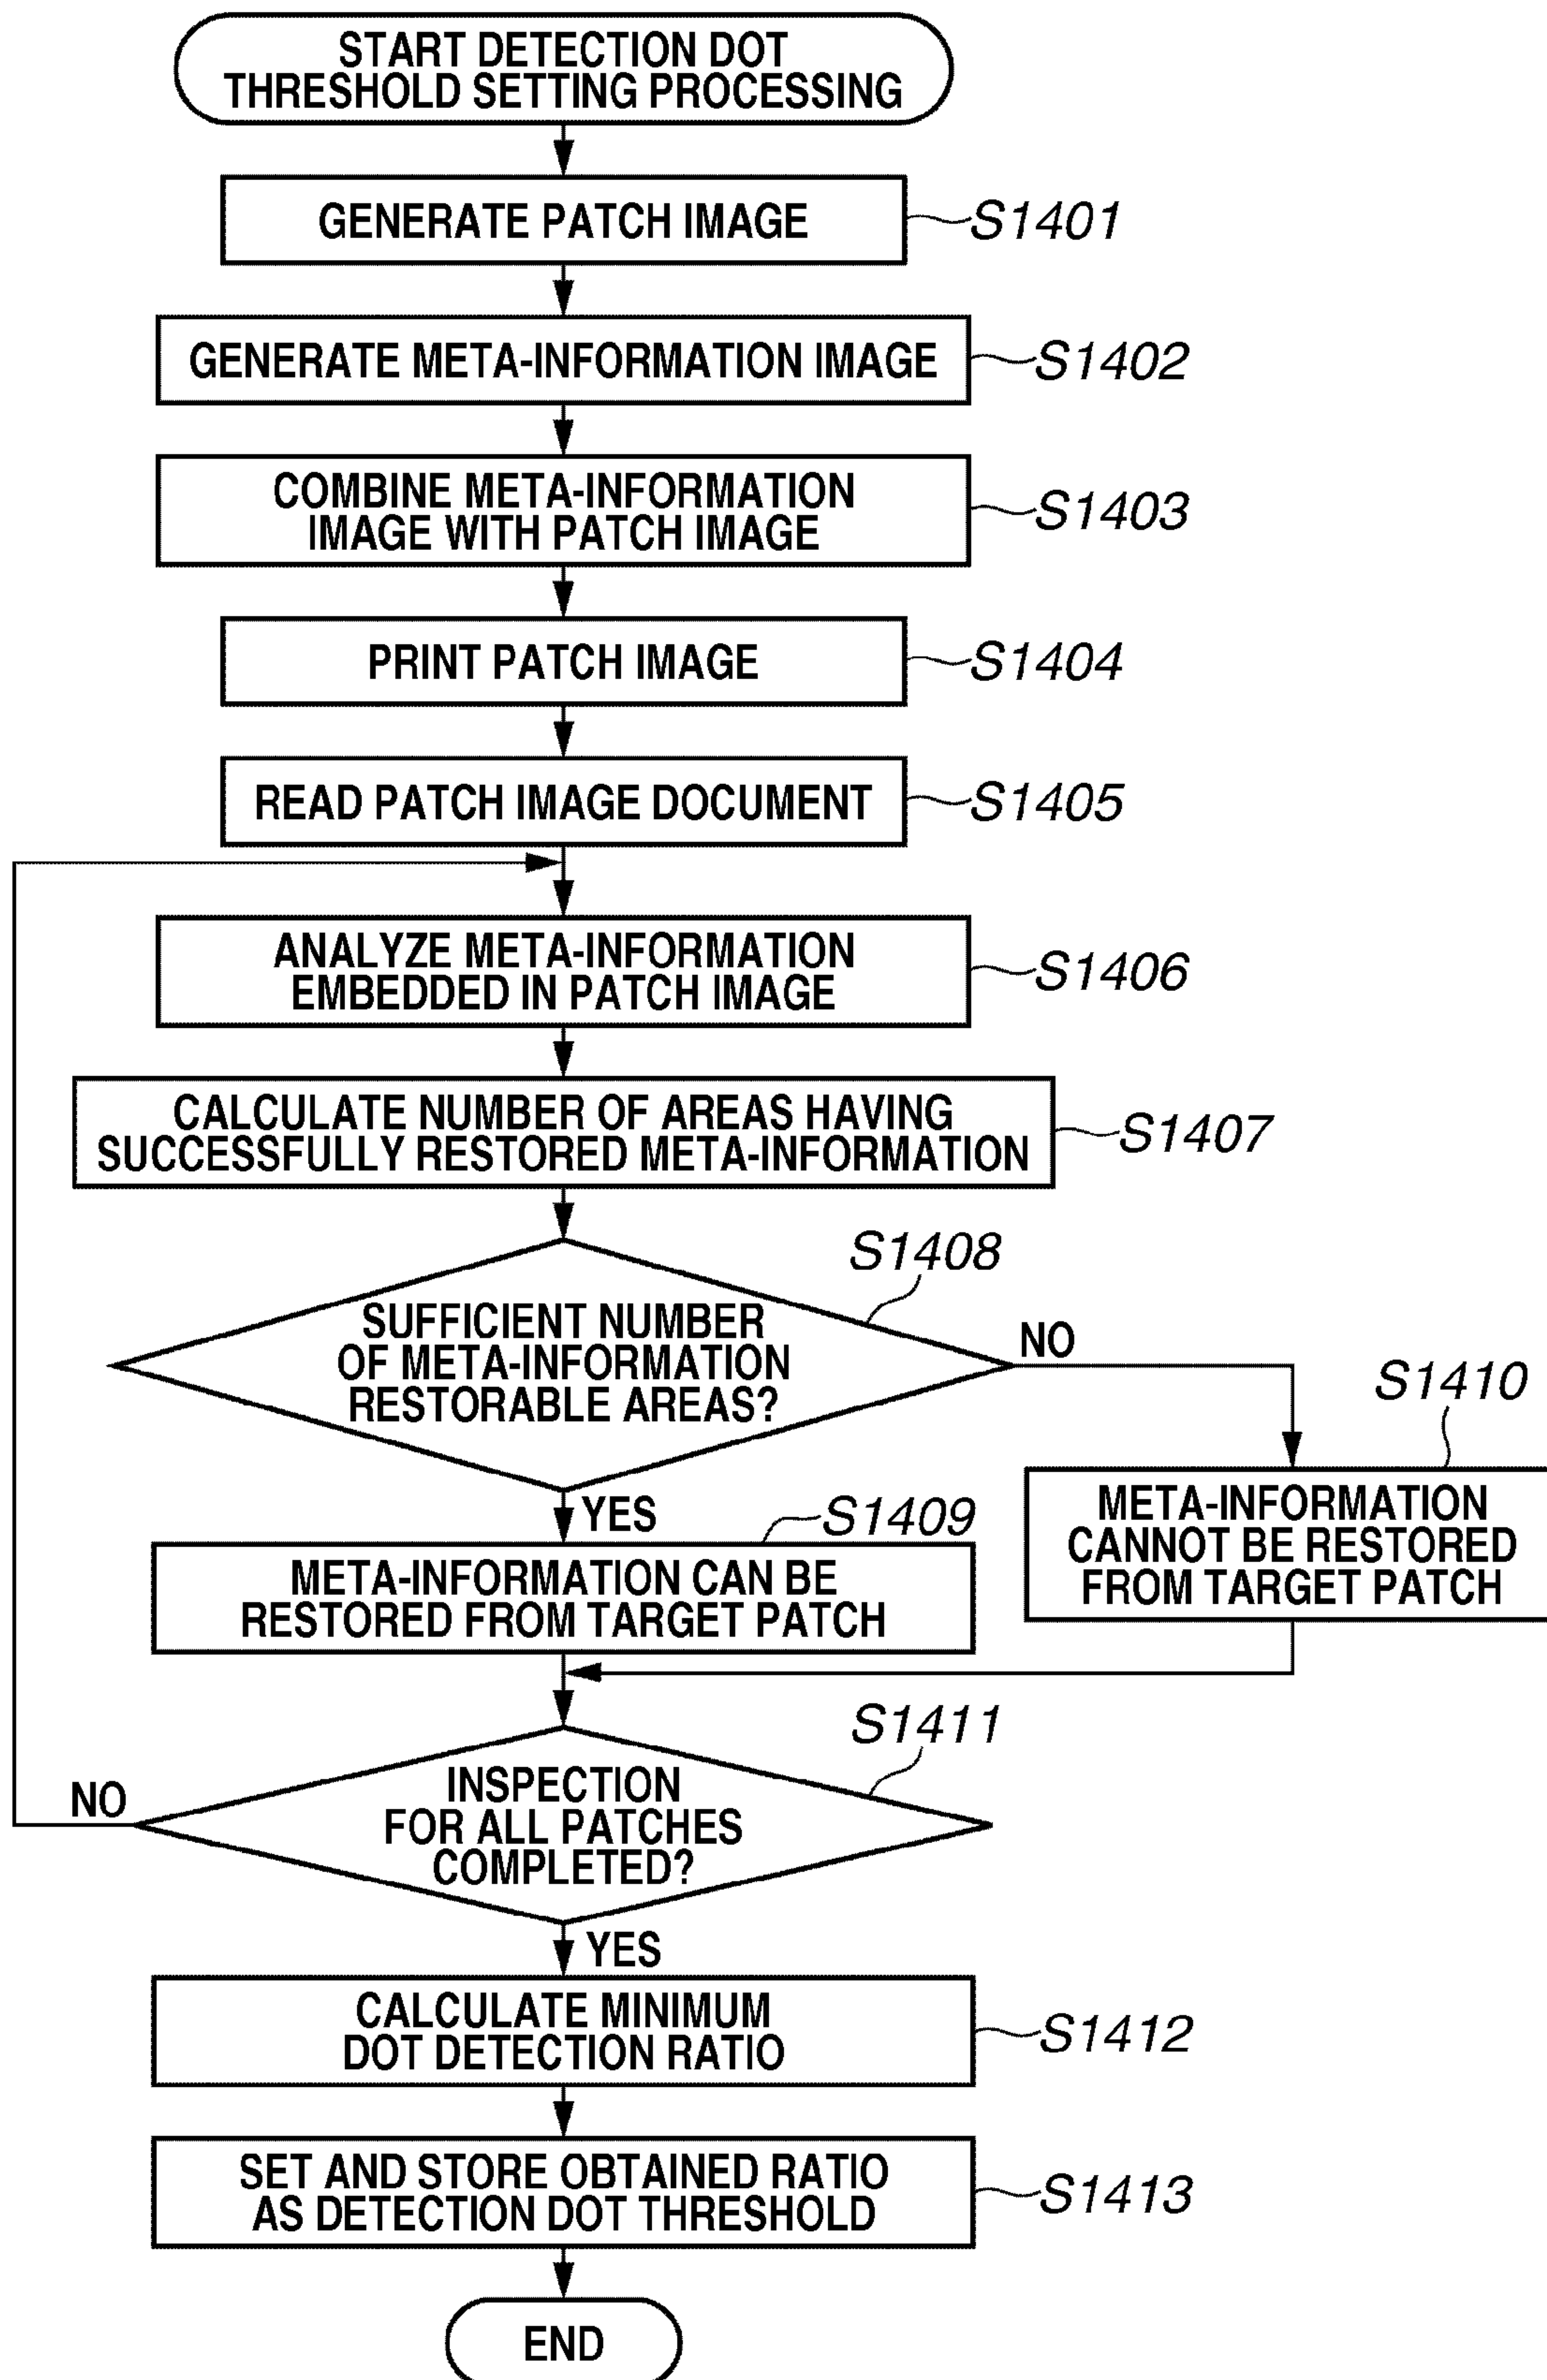 START DETECTION DOT
THRESHOLD SETTING PROCESSING
GENERATE PATCH IMAGE
S1401
GENERATE META-INFORMATION IMAGE
S1402
COMBINE META-INFORMATION
IMAGE WITH PATCH IMAGE
S1403
PRINT PATCH IMAGE
S1404
READ PATCH IMAGE DOCUMENT
S1405
ANALYZE META-INFORMATION
EMBEDDED IN PATCH IMAGE
S1406
CALCULATE NUMBER OF AREAS HAVING
SUCCESSFULLY RESTORED META-INFORMATION
S1407
S1408
SUFFICIENT NUMBER
OF META-INFORMATION
RESTORABLE AREAS?
NO
S1410
META-INFORMATION
CANNOT BE RESTORED
FROM TARGET PATCH
YES
S1409
META-INFORMATION CAN BE
RESTORED FROM TARGET PATCH
S1411
INSPECTION
FOR ALL PATCHES
COMPLETED?
NO
YES
CALCULATE MINIMUM
DOT DETECTION RATIO
S1412
SET AND STORE OBTAINED RATIO
AS DETECTION DOT THRESHOLD
S1413
END